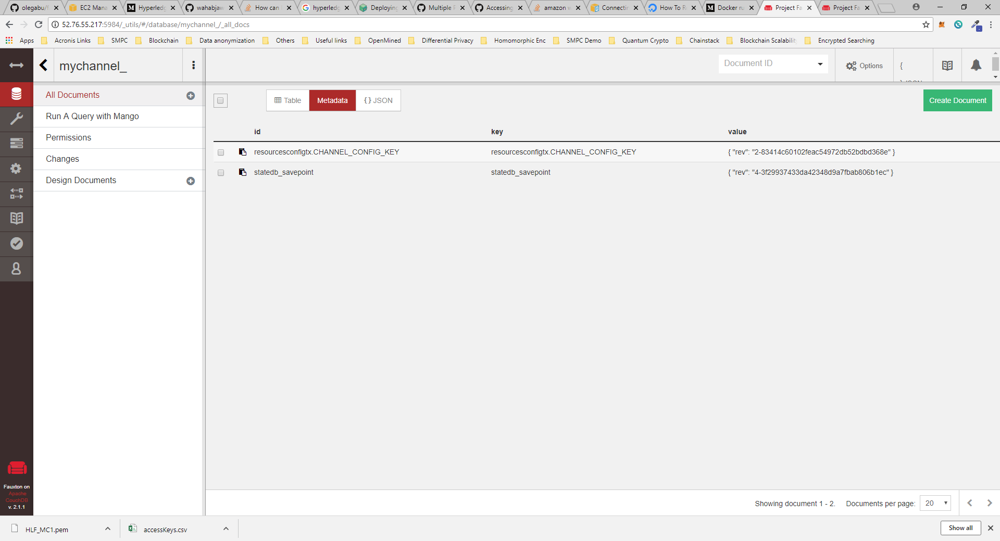 olegabu/f
EC2 Mana
Hyperledg
wahabjaw
How can
hyperledg
Deploying
Multiple
Accessing
amazon
Connectin
How To R
Docker ru
Project Fa
Project Fa
52.76.55.217:5984/_utils/#/database/mychannel_/_all_docs
Apps Acronis Links SMPC Blockchain Data anonymization Others Useful links OpenMined Differential Privacy Homomorphic Enc SMPC Demo Quantum Crypto Chainstack Blockchain Scalability Encrypted Searching
mychannel_
Document ID
Options
{
} JSON
All Documents
Run A Query with Mango
Permissions
Changes
Design Documents
Table Metadata {} JSON
Create Document
id key value
resourcesconfigtx.CHANNEL_CONFIG_KEY resourcesconfigtx.CHANNEL_CONFIG_KEY { "rev": "2-83414c60102feac54972db52bdbd368e" }
statedb_savepoint statedb_savepoint { "rev": "4-3f29937433da42348d9a7fbab806b1ec" }
Fauxton on
Apache
CouchDB
v. 2.1.1
Showing document 1 - 2. Documents per page: 20
HLF_MC1.pem
accessKeys.csv
Show all